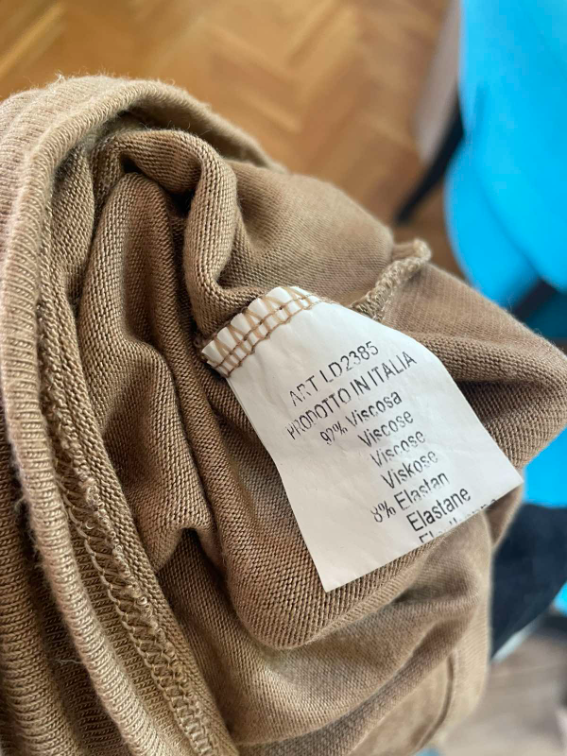 ART LD2385
PRODOTTO IN ITALIA
92% Viscosa
Viscose
Viscose
Viskose
8% Elastan
Elastane